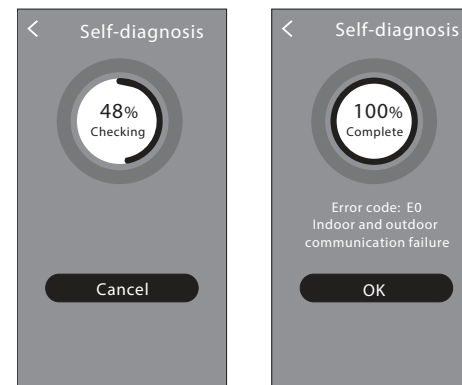 Self-diagnosis
48%
Checking
Cancel
Self-diagnosis
100%
Complete
Error code: E0
Indoor and outdoor
communication failure
OK